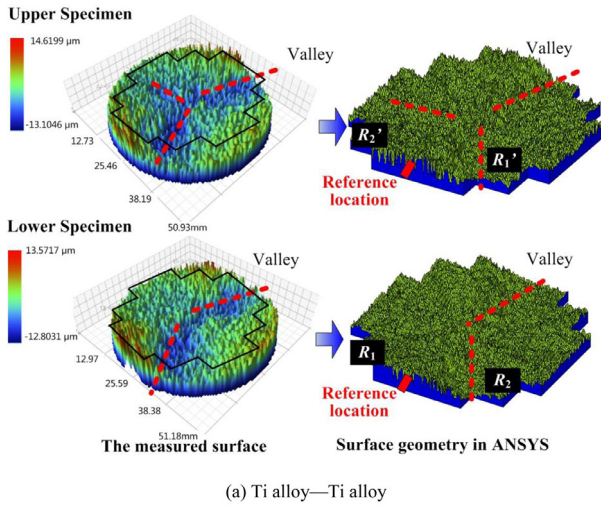 Upper Specimen
14.6199 µm
-13.1046 µm
12.73
25.46
38.19
50.93mm
Valley
Valley
R₂’
R₁’
Reference
location
Lower Specimen
13.5717 µm
-12.8031 µm
12.97
25.59
38.38
51.18mm
Valley
Valley
R₁
R₂
Reference
location
The measured surface
Surface geometry in ANSYS
(a) Ti alloy—Ti alloy